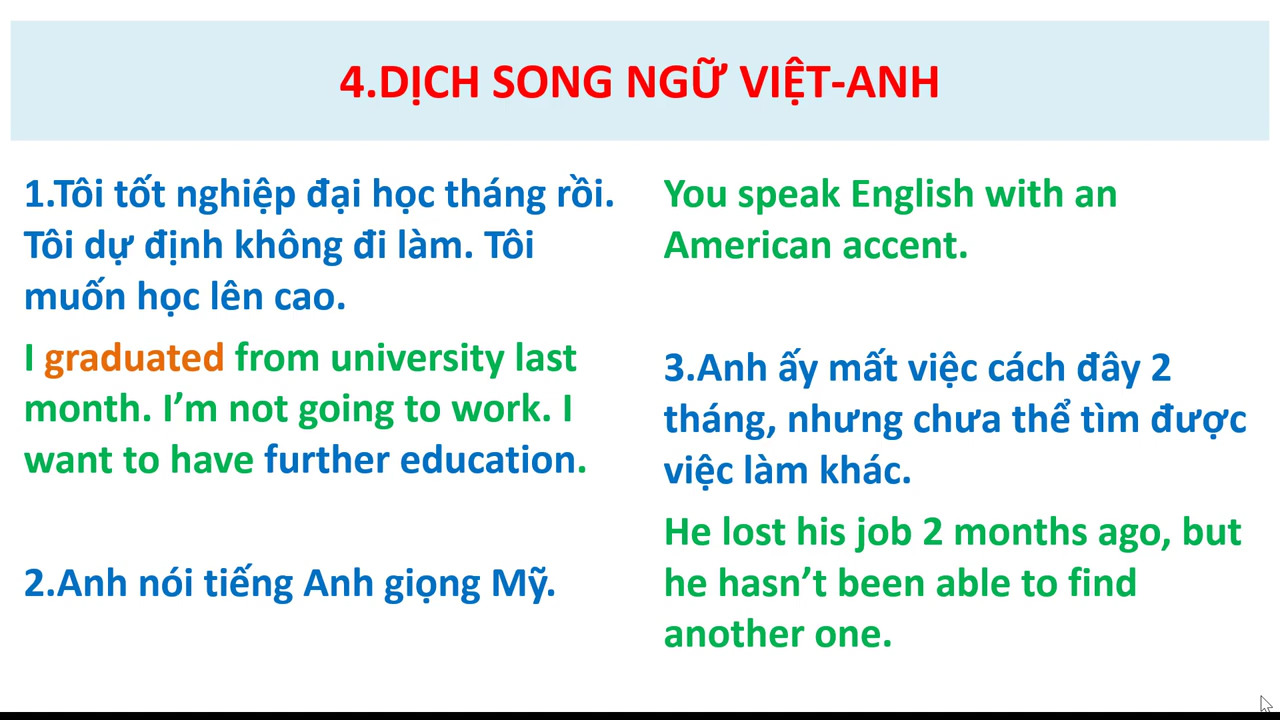 4.DỊCH SONG NGỮ VIỆT-ANH
1.Tôi tốt nghiệp đại học tháng rồi.
Tôi dự định không đi làm. Tôi
muốn học lên cao.
I graduated from university last
month. I’m not going to work. I
want to have further education.
2.Anh nói tiếng Anh giọng Mỹ.
You speak English with an
American accent.
3.Anh ấy mất việc cách đây 2
tháng, nhưng chưa thể tìm được
việc làm khác.
He lost his job 2 months ago, but
he hasn’t been able to find
another one.